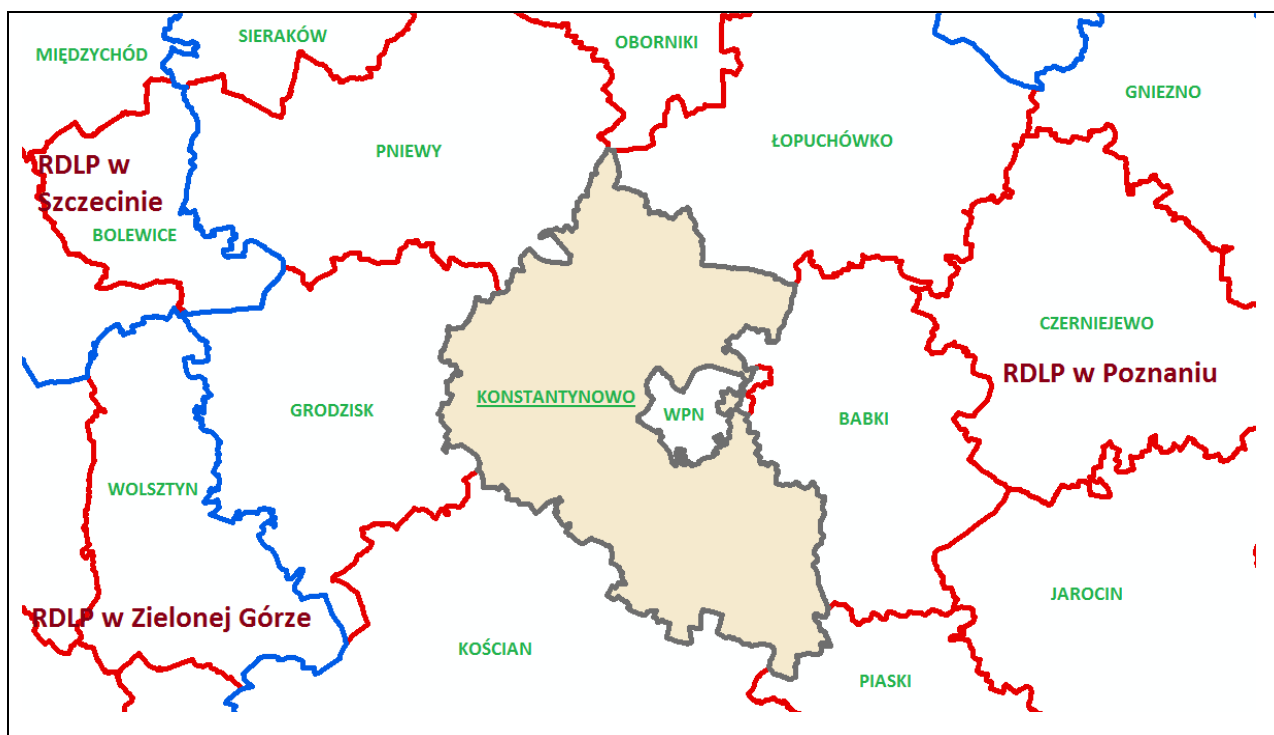 SIERAKÓW
OBORNIKI
MIĘDZYCHÓD
GNIEZNO
ŁOPUCHÓWKO
PNIEWY
RDLP w
Szczecinie
BOLEWICE
CZERNIEJEWO
RDLP w Poznaniu
KONSTANTYNOWO
GRODZISK
WPN
BABKI
WOLSZTYN
JAROCIN
RDLP w Zielonej Górze
KOŚCIAN
PIASKI